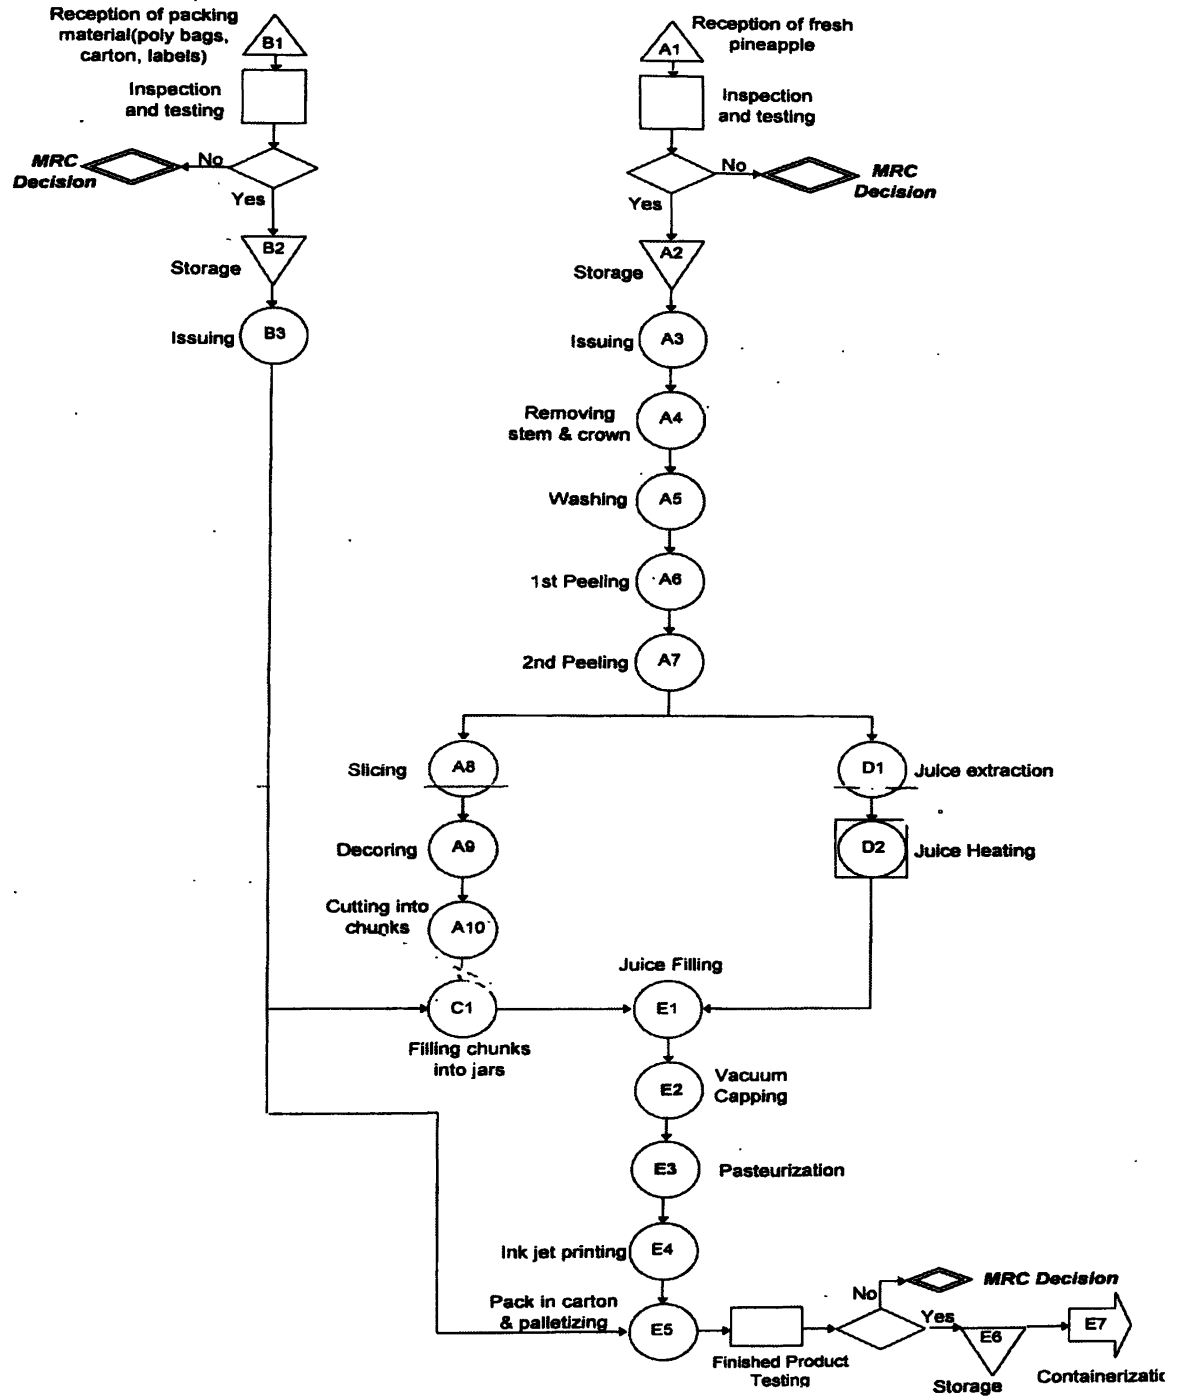 Reception of packing
material(poly bags,
carton, labels)
B1
Inspection
and testing
MRC
Decision
No
Yes
B2
Storage
Issuing
B3
Reception of fresh
pineapple
A1
Inspection
and testing
No
MRC
Decision
Yes
A2
Storage
Issuing
A3
Removing
stem & crown
A4
Washing
A5
1st Peeling
A6
2nd Peeling
A7
Slicing
A8
D1
Juice extraction
Decoring
A9
D2
Juice Heating
Cutting into
chunks
A10
Juice Filling
C1
E1
Filling chunks
into jars
E2
Vacuum
Capping
E3
Pasteurization
Ink jet printing
E4
Pack in carton
& palletizing
E5
Finished Product
Testing
No
MRC Decision
Yes
E6
Storage
E7
Containerizatic